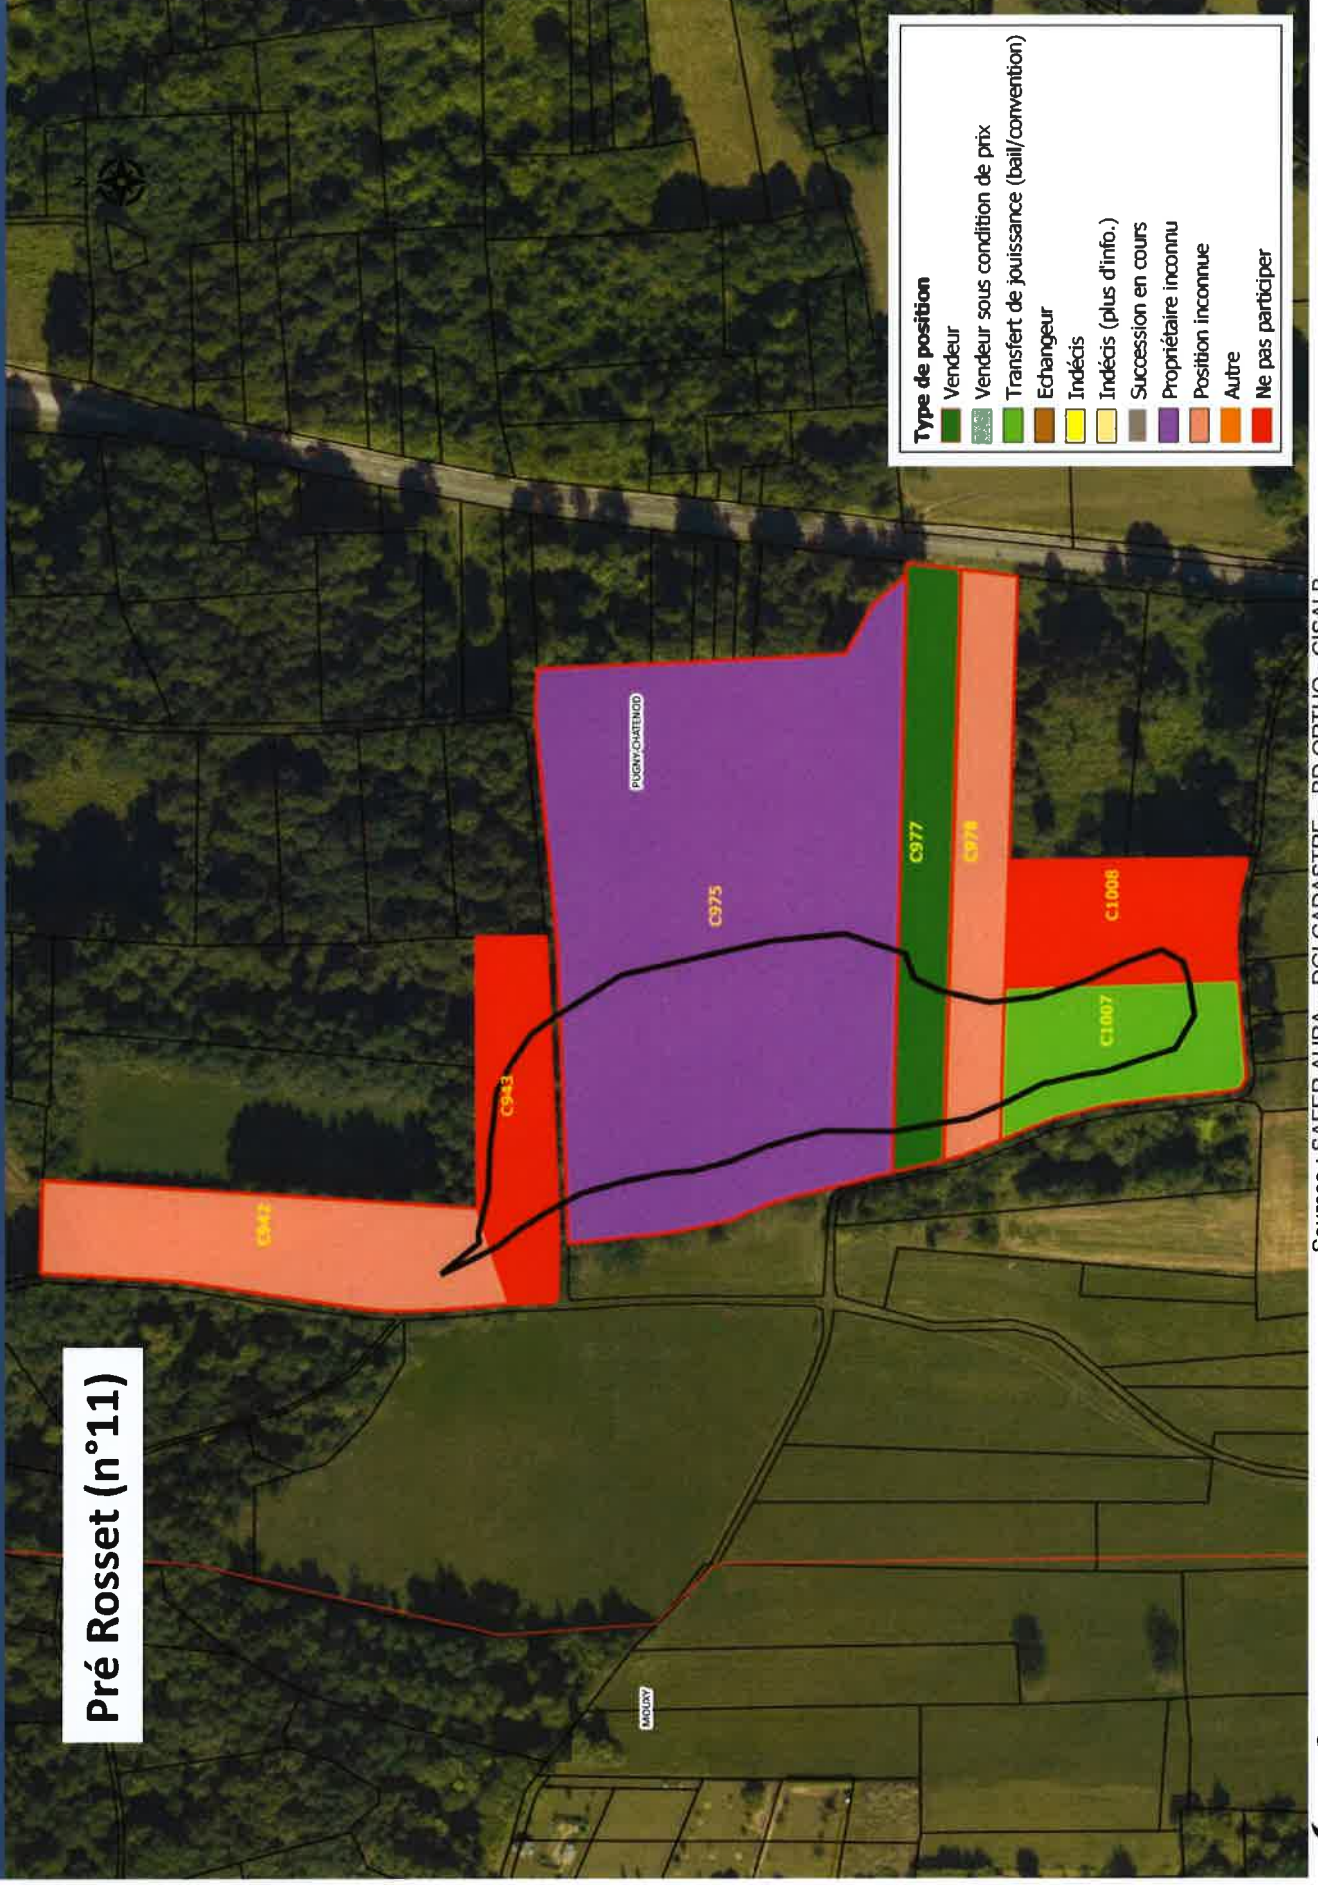 Pré Rosset (n°11)
N
C942
C943
C975
PUGNY-CHATENOD
C977
C978
C1007
C1008
MOUXY
Type de position
Vendeur
Vendeur sous condition de prix
Transfert de jouissance (bail/convention)
Echangeur
Indécis
Indécis (plus d'info.)
Succession en cours
Propriétaire inconnu
Position inconnue
Autre
Ne pas participer